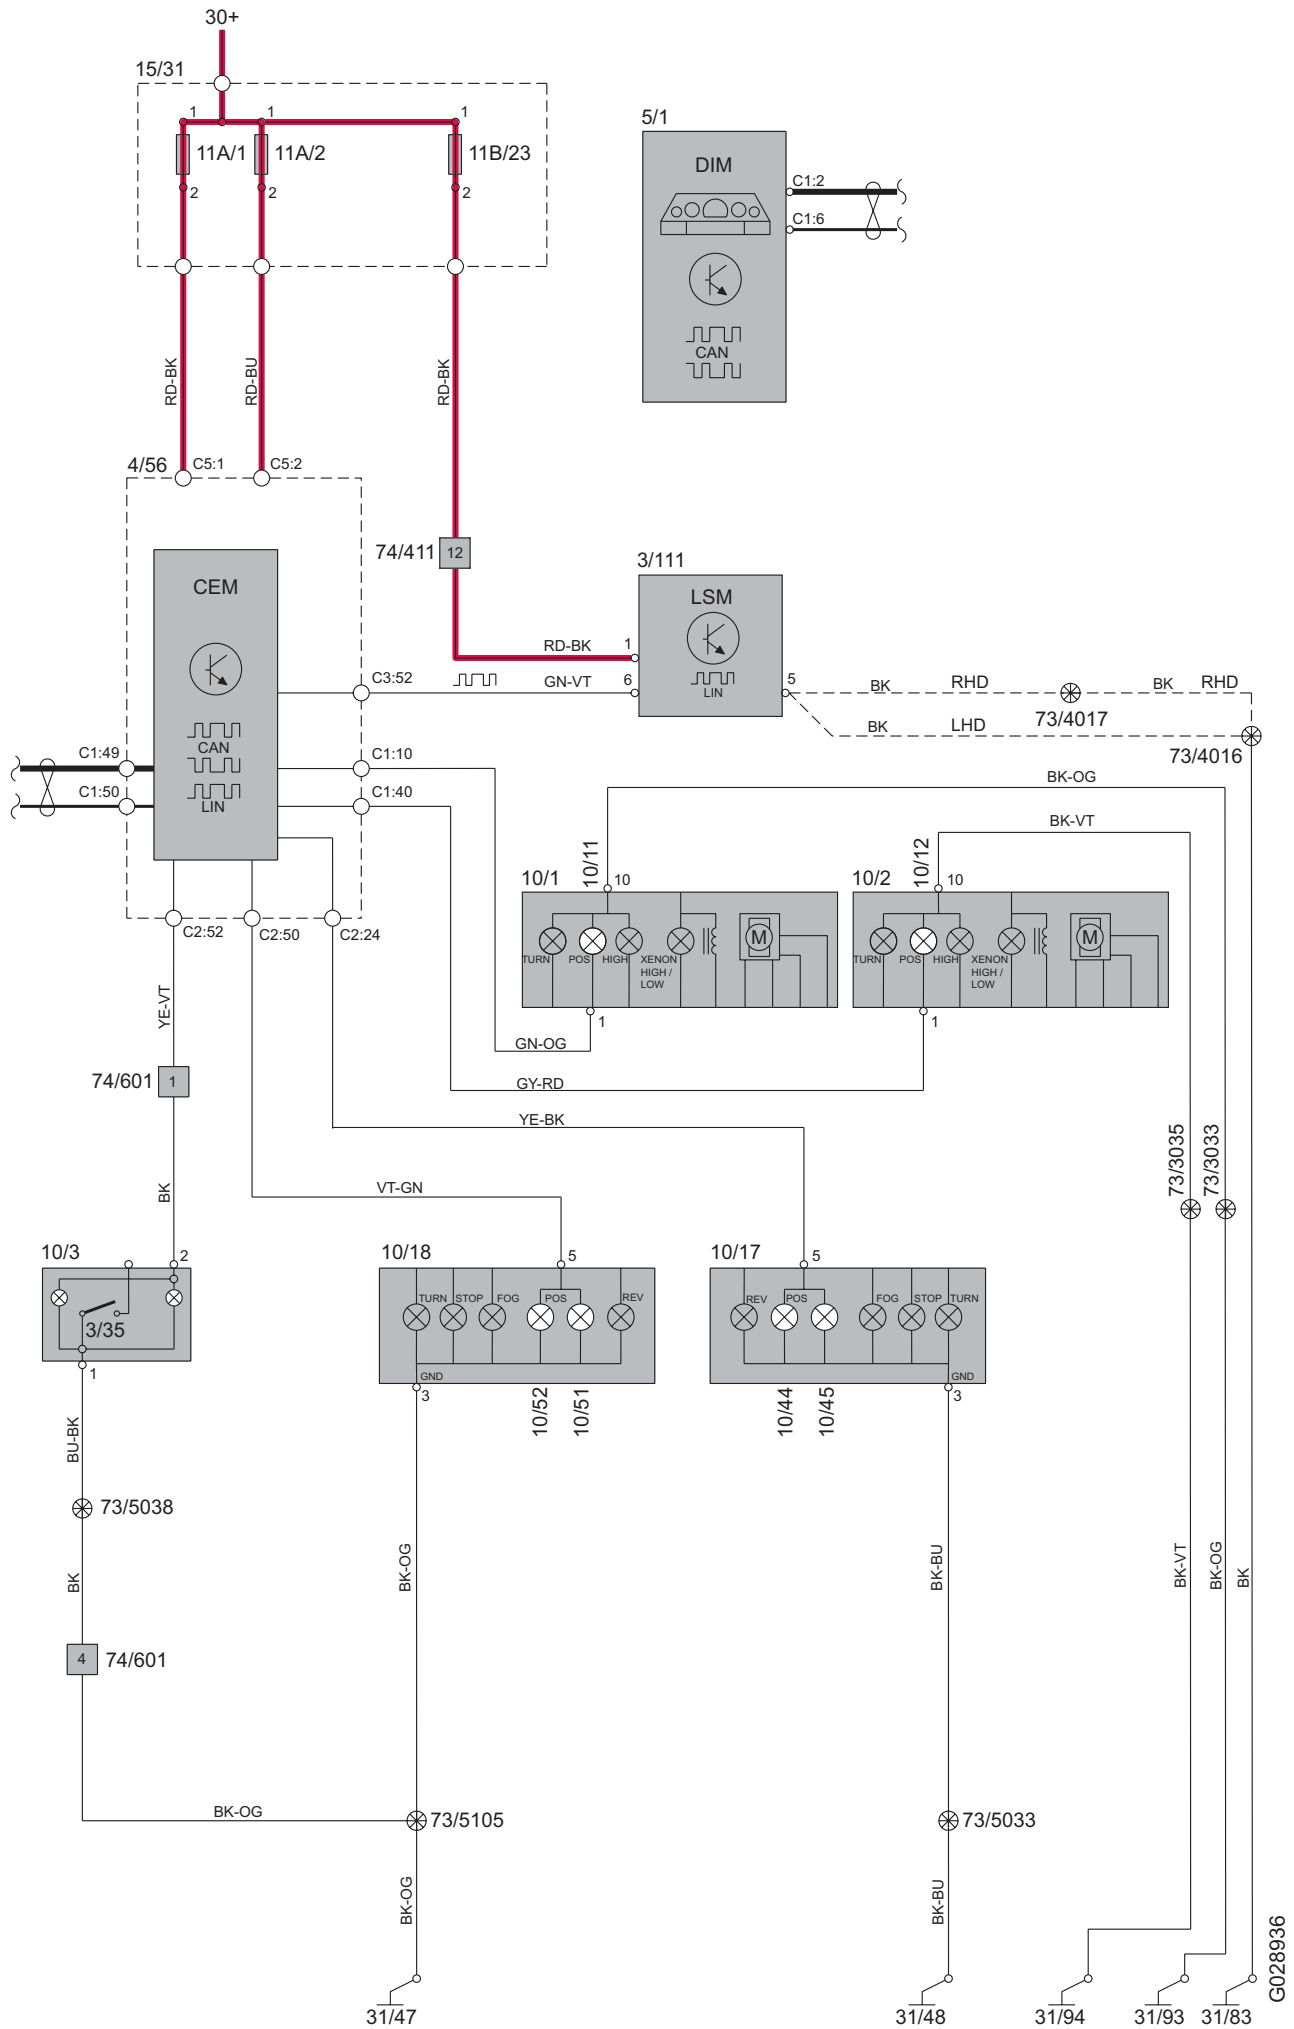 30+
15/31
1 1 1
11A/1 11A/2 11B/23
2 2 2
5/1
DIM
C1:2
C1:6
CAN
RD-BK
RD-BU
RD-BK
4/56
C5:1
C5:2
74/411
12
3/111
CEM
LSM
RD-BK
1
C3:52
GN-VT
6
LIN
5
BK
RHD
BK
RHD
73/4017
BK
LHD
73/4016
C1:49
CAN
C1:10
C1:50
LIN
C1:40
BK-OG
BK-VT
10/1
10/11
10
10/2
10/12
10
M
M
TURN
POS
HIGH
XENON
HIGH /
LOW
TURN
POS
HIGH
XENON
HIGH /
LOW
C2:52
C2:50
C2:24
YE-VT
1
1
GN-OG
74/601
1
GY-RD
YE-BK
73/3035
73/3033
BK
VT-GN
10/3
2
10/18
5
10/17
5
3/35
TURN
STOP
FOG
POS
REV
REV
POS
FOG
STOP
TURN
GND
GND
1
3
3
10/52
10/51
10/44
10/45
BU-BK
73/5038
BK
BK-OG
BK-BU
BK-VT
BK-OG
BK
4
74/601
BK-OG
73/5105
73/5033
BK-OG
BK-BU
31/47
31/48
31/94
31/93
31/83
G028936